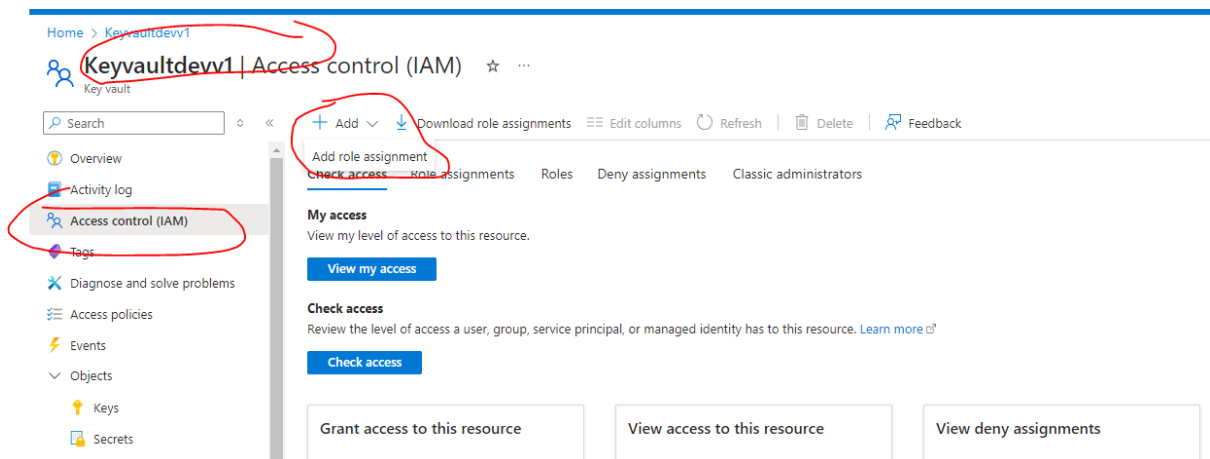 Home > Keyvaultdevv1
Keyvaultdevv1 | Access control (IAM) ☆ ...
Key vault
Search
+ Add Download role assignments Edit columns Refresh | Delete | Feedback
Add role assignment
Check access Role assignments Roles Deny assignments Classic administrators
Overview
Activity log
Access control (IAM)
Tags
Diagnose and solve problems
Access policies
Events
Objects
Keys
Secrets
My access
View my level of access to this resource.
View my access
Check access
Review the level of access a user, group, service principal, or managed identity has to this resource. Learn more
Check access
Grant access to this resource
View access to this resource
View deny assignments